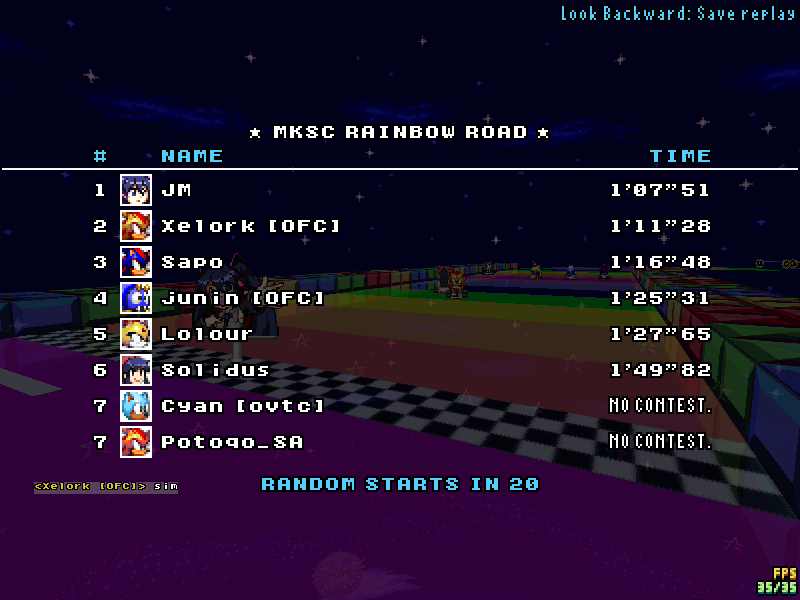 Look Backward: Save replay
★ MKSC RAINBOW ROAD ★
# NAME TIME
1 JM 1'07"51
2 Xelork [OFC] 1'11"28
3 Sapo 1'16"48
4 Junin [OFC] 1'25"31
5 Lolour 1'27"65
6 Solidus 1'49"82
7 Cyan [ovtc] NO CONTEST.
7 Potoqo_SA NO CONTEST.
<Xelork [OFC]> sim
RANDOM STARTS IN 20
FPS
35/35